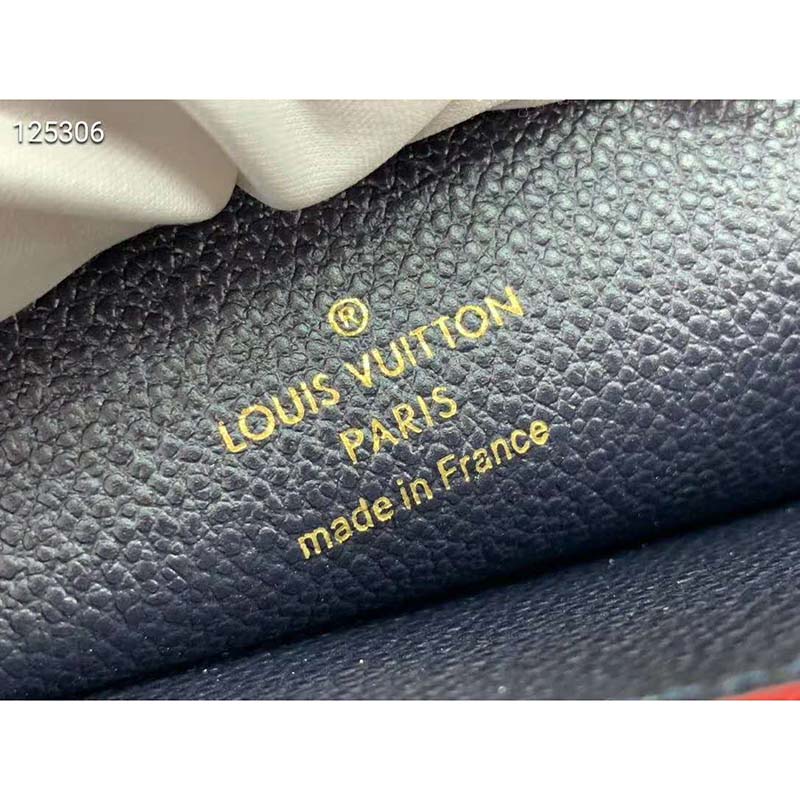 125306
®
LOUIS VUITTON
PARIS
made in France